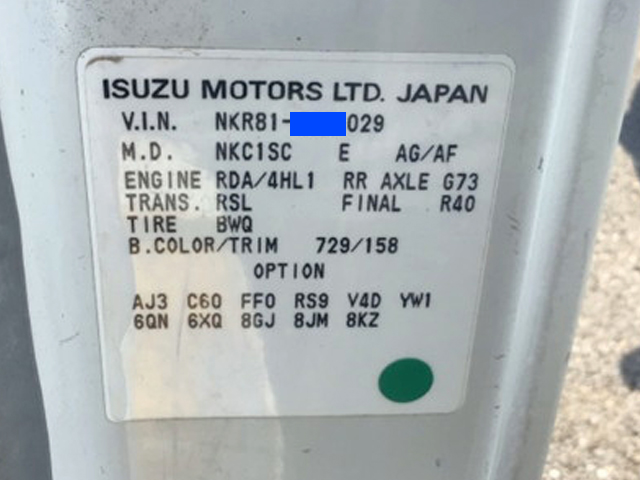 ISUZU MOTORS LTD. JAPAN
V.I.N. NKR81- 029
M.D. NKC1SC E AG/AF
ENGINE RDA/4HL1 RR AXLE G73
TRANS. RSL FINAL R40
TIRE BWQ
B.COLOR/TRIM 729/158
OPTION
AJ3 C60 FF0 RS9 V4D YW1
6QN 6XQ 8GJ 8JM 8KZ